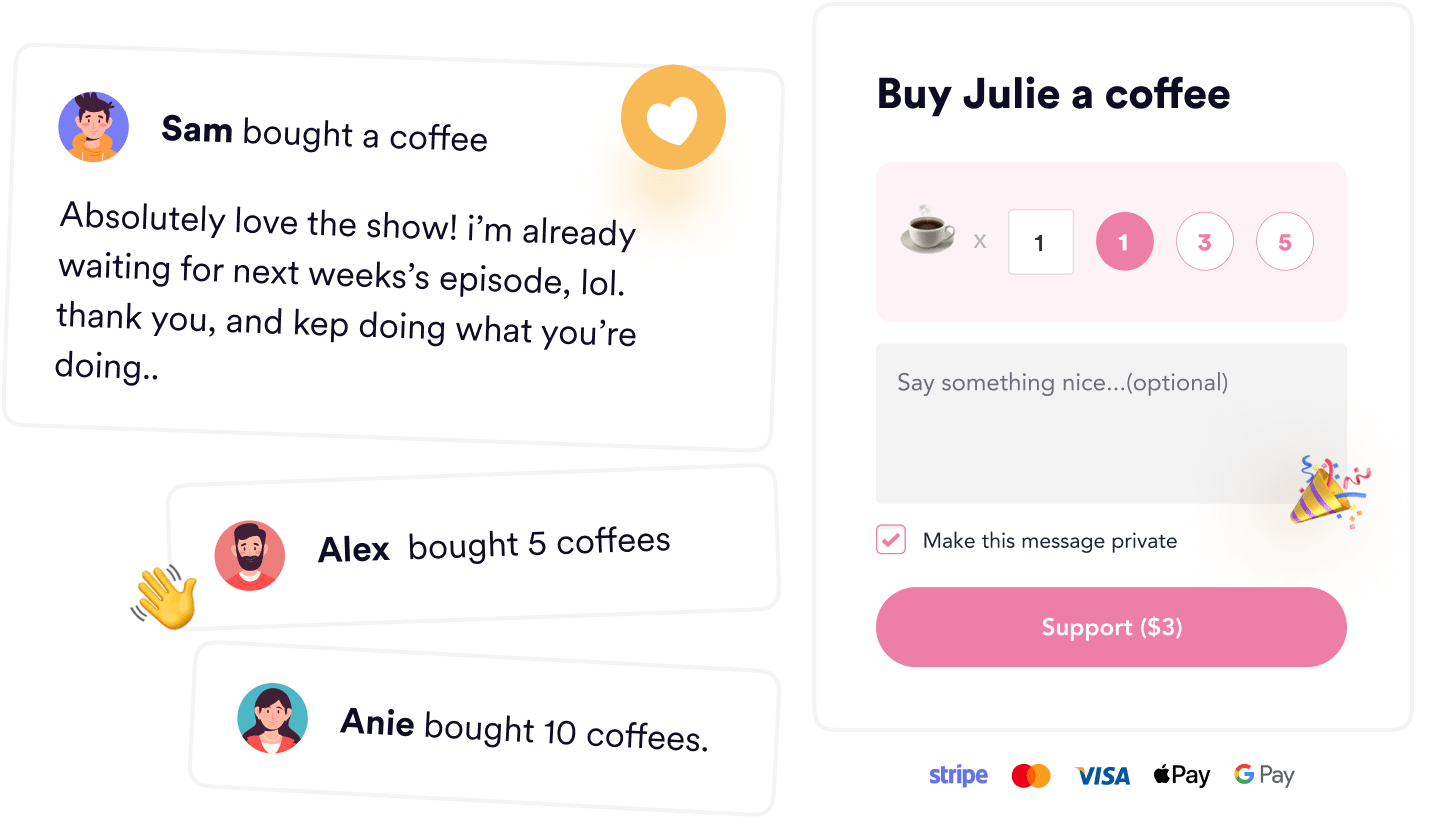 Sam bought a coffee
Absolutely love the show! i’m already
waiting for next weeks’s episode, lol.
thank you, and kep doing what you’re
doing..
Alex bought 5 coffees
Anie bought 10 coffees.
Buy Julie a coffee
x 1 1 3 5
Say something nice...(optional)
Make this message private
Support ($3)
stripe VISA Pay G Pay